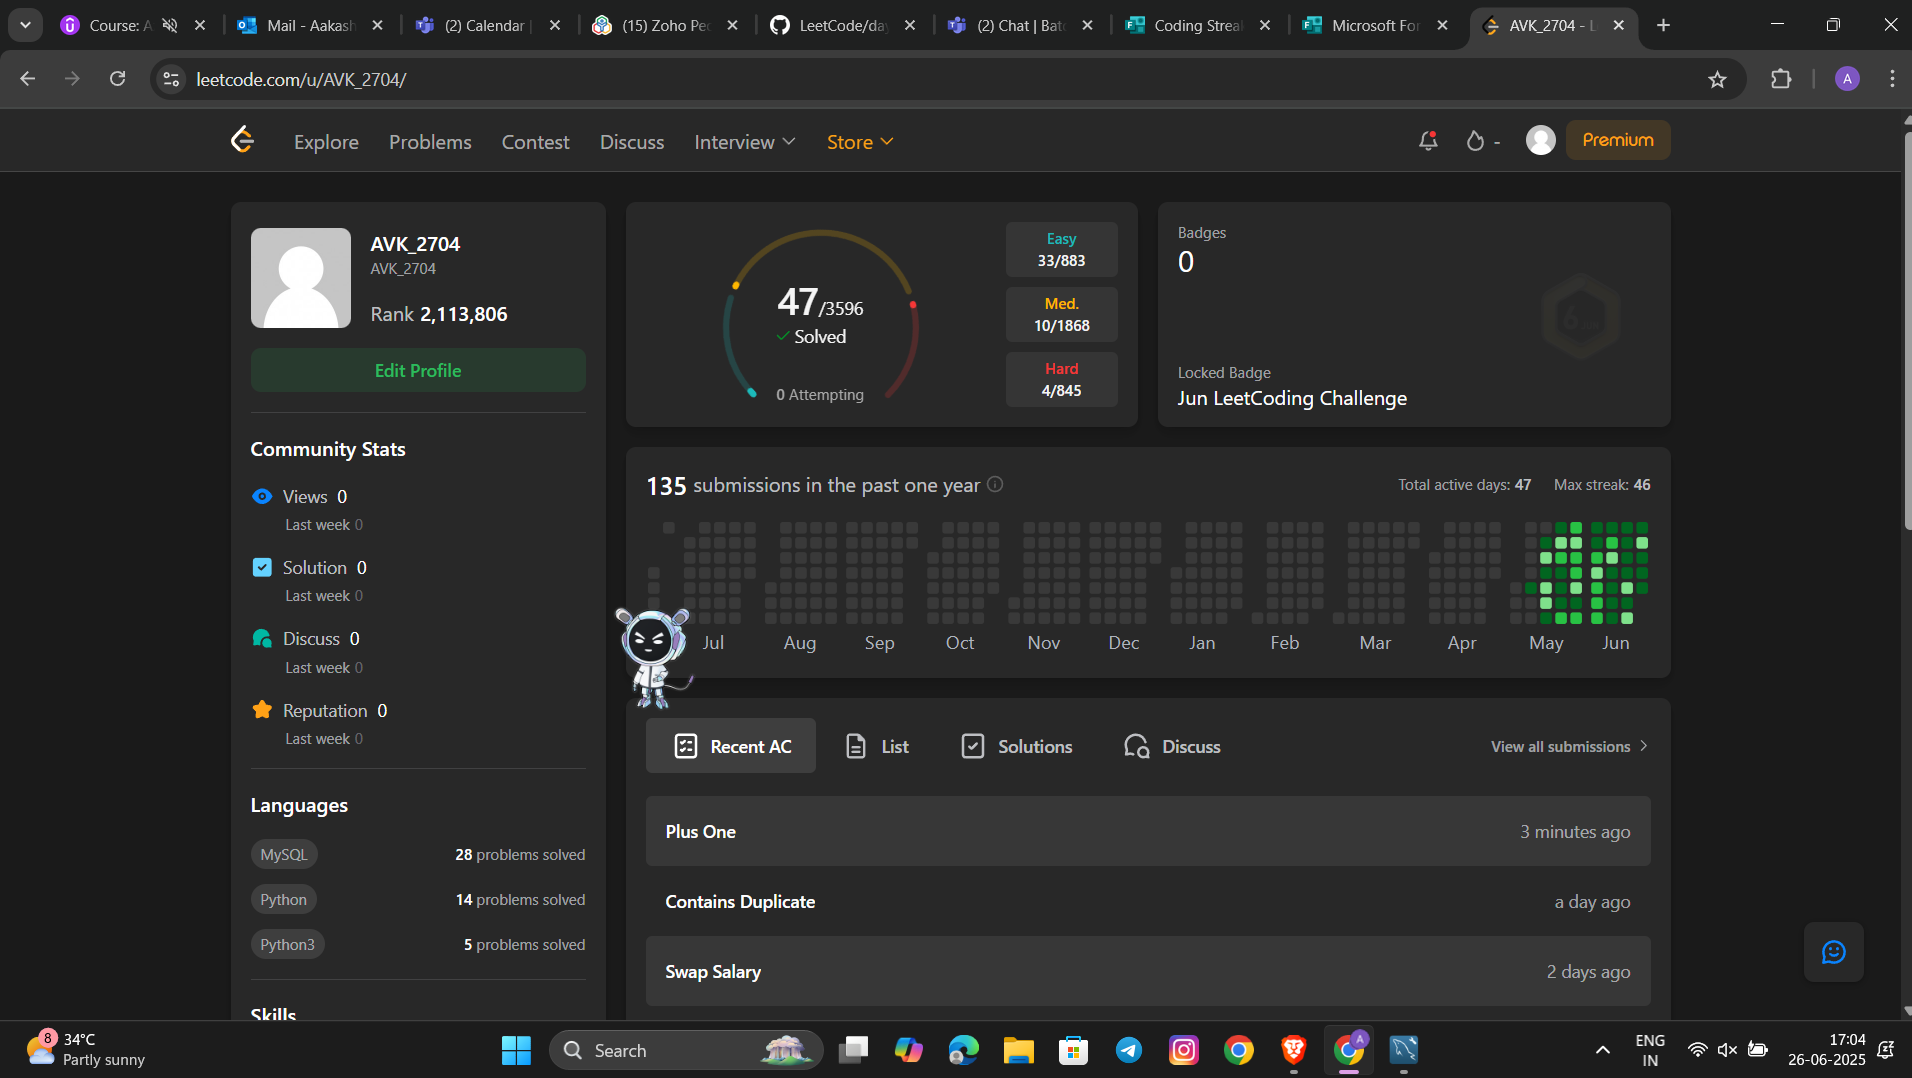 Course: A
Mail - Aakash
(2) Calendar |
(15) Zoho Peo
LeetCode/day
(2) Chat | Batc
Coding Streak
Microsoft For
AVK_2704 - L
leetcode.com/u/AVK_2704/
A
Explore
Problems
Contest
Discuss
Interview
Store
-
Premium
AVK_2704
AVK_2704
Rank 2,113,806
Edit Profile
Community Stats
Views 0
Last week 0
Solution 0
Last week 0
Discuss 0
Last week 0
Reputation 0
Last week 0
Languages
MySQL
28 problems solved
Python
14 problems solved
Python3
5 problems solved
Skills
47/3596
Solved
0 Attempting
Easy
33/883
Med.
10/1868
Hard
4/845
Badges
0
Locked Badge
Jun LeetCoding Challenge
135 submissions in the past one year
Total active days: 47
Max streak: 46
Jul
Aug
Sep
Oct
Nov
Dec
Jan
Feb
Mar
Apr
May
Jun
Recent AC
List
Solutions
Discuss
View all submissions
Plus One
3 minutes ago
Contains Duplicate
a day ago
Swap Salary
2 days ago
8
34°C
Partly sunny
Search
A
ENG
IN
17:04
26-06-2025